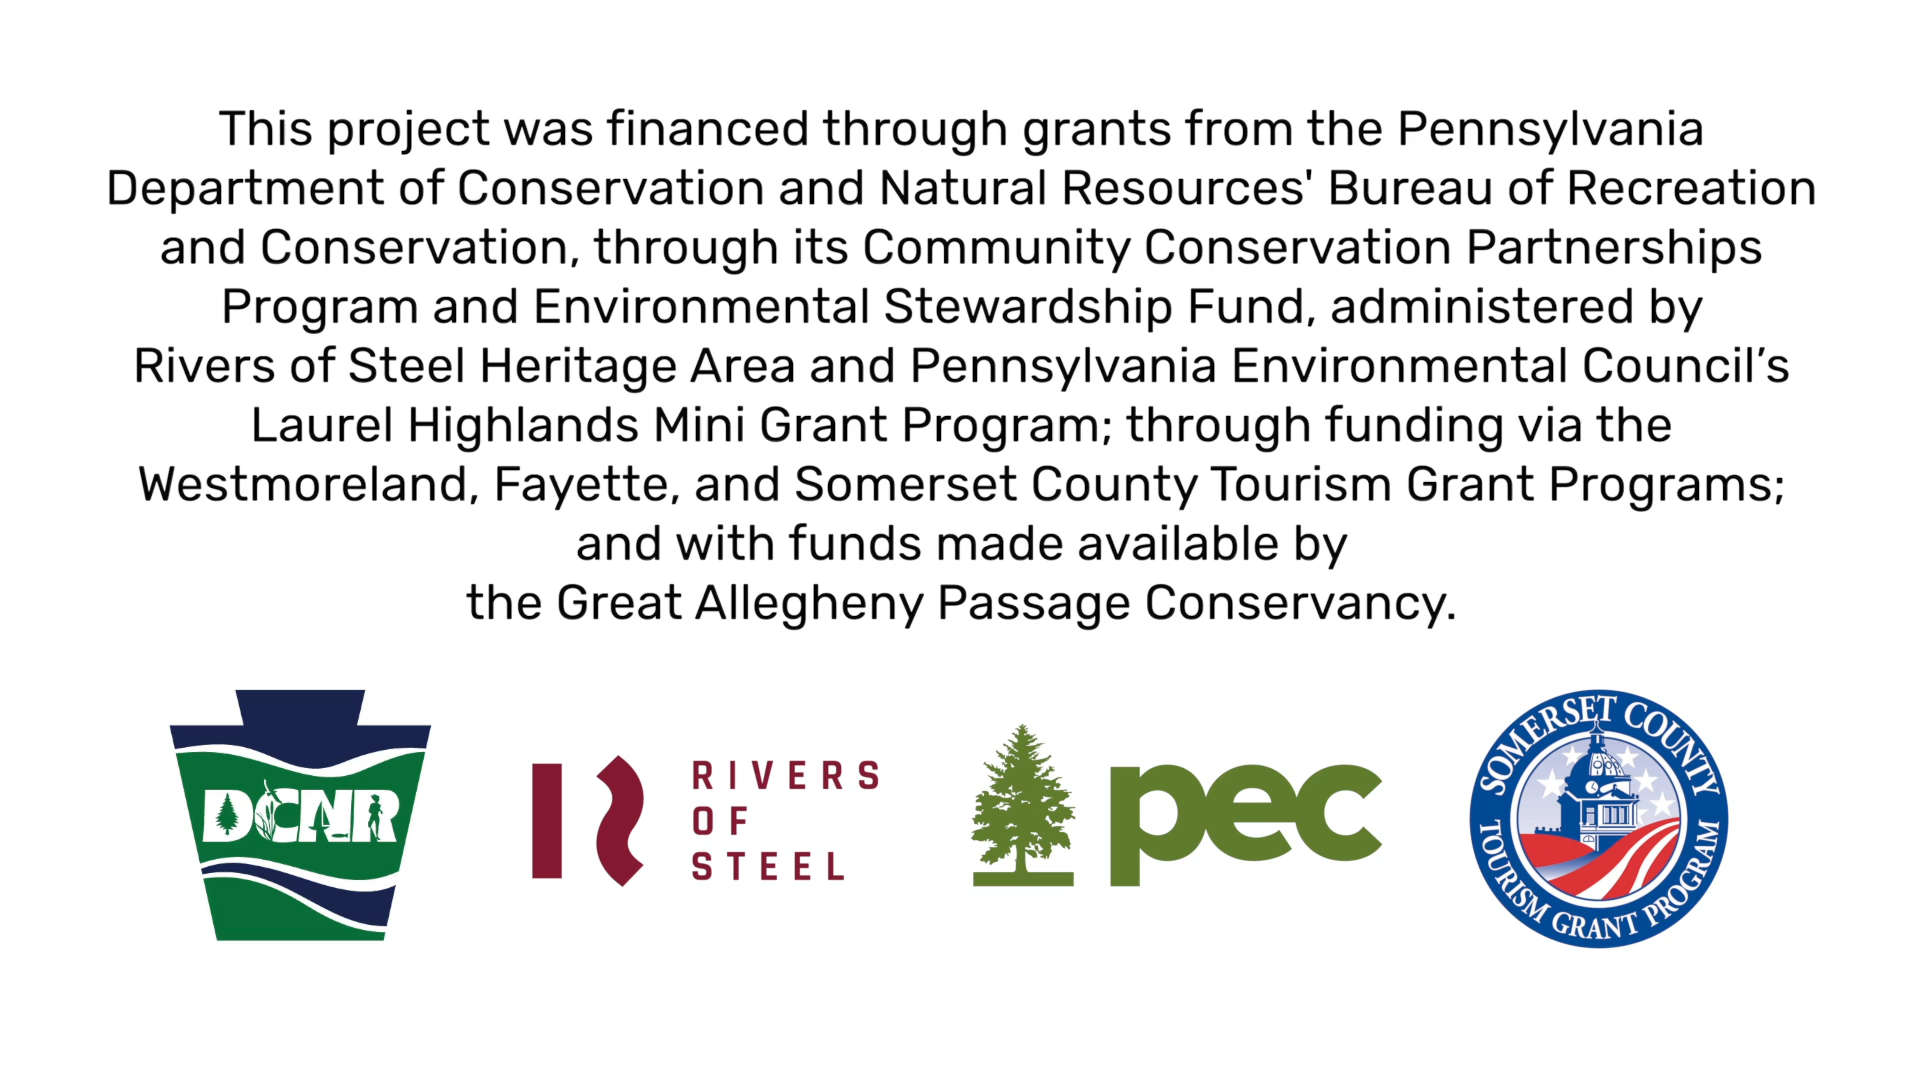 This project was financed through grants from the Pennsylvania
Department of Conservation and Natural Resources' Bureau of Recreation
and Conservation, through its Community Conservation Partnerships
Program and Environmental Stewardship Fund, administered by
Rivers of Steel Heritage Area and Pennsylvania Environmental Council’s
Laurel Highlands Mini Grant Program; through funding via the
Westmoreland, Fayette, and Somerset County Tourism Grant Programs;
and with funds made available by
the Great Allegheny Passage Conservancy.
DCNR
RIVERS
OF
STEEL
pec
SOMERSET COUNTY
TOURISM GRANT PROGRAM